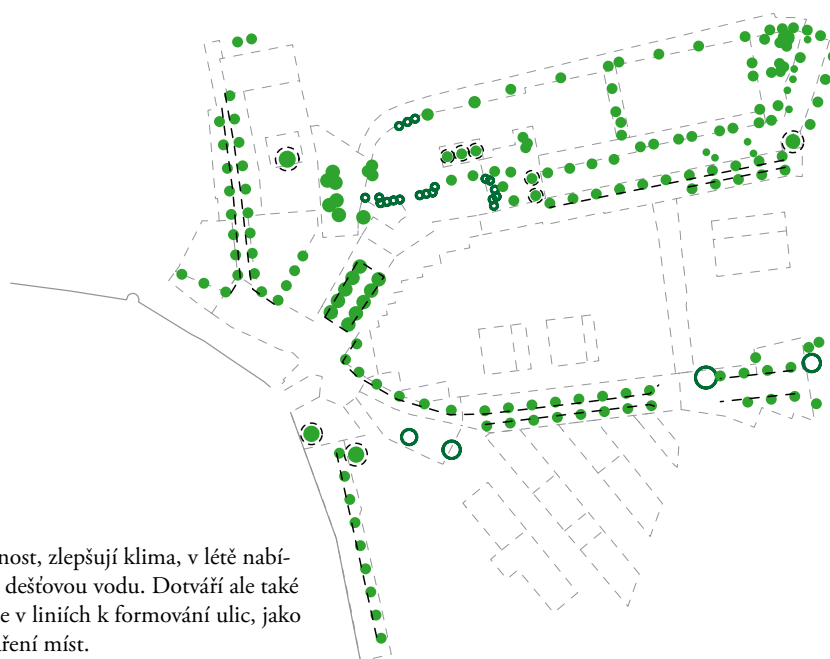 nost, zlepšují klima, v létě nabí-
dešťovou vodu. Dotváří ale také
e v liniích k formování ulic, jako
ření míst.